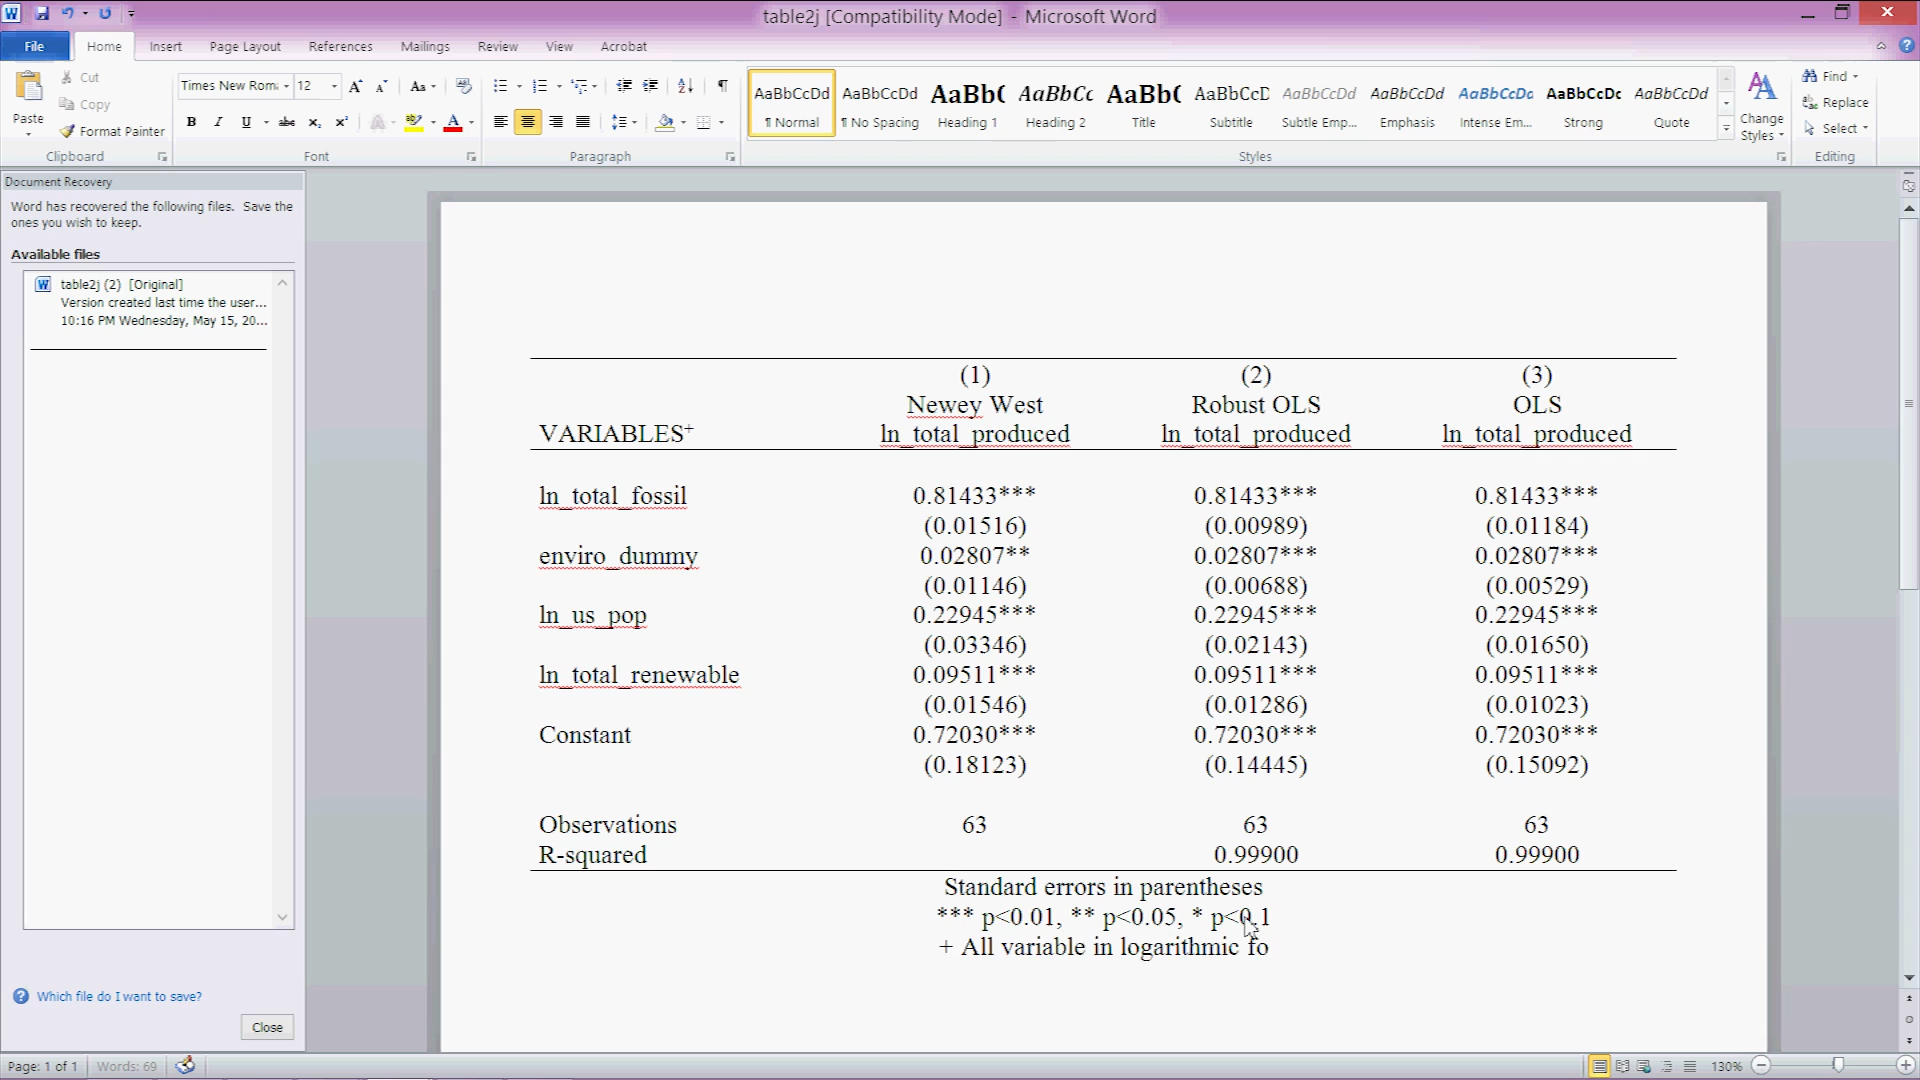 table2j [Compatibility Mode] - Microsoft Word
File Home Insert Page Layout References Mailings Review View Acrobat
Paste
Cut
Copy
Format Painter
Clipboard
Times New Rom 12
Font
Paragraph
AaBbCcDd AaBbCcDd AaBb( AaBbCc AaBb( AaBbCcD AaBbCcDd AaBbCcDd AaBbCcDc AaBbCcDc AaBbCcDd
¶ Normal ¶ No Spacing Heading 1 Heading 2 Title Subtitle Subtle Emp... Emphasis Intense Em... Strong Quote
Change Styles
Styles
Find
Replace
Select
Editing
Document Recovery
Word has recovered the following files. Save the
ones you wish to keep.
Available files
table2j (2) [Original]
Version created last time the user...
10:16 PM Wednesday, May 15, 20...
Which file do I want to save?
Close
(1) (2) (3)
Newey West Robust OLS OLS
VARIABLES+ ln_total_produced ln_total_produced ln_total_produced
ln_total_fossil 0.81433*** 0.81433*** 0.81433***
(0.01516) (0.00989) (0.01184)
enviro_dummy 0.02807** 0.02807*** 0.02807***
(0.01146) (0.00688) (0.00529)
ln_us_pop 0.22945*** 0.22945*** 0.22945***
(0.03346) (0.02143) (0.01650)
ln_total_renewable 0.09511*** 0.09511*** 0.09511***
(0.01546) (0.01286) (0.01023)
Constant 0.72030*** 0.72030*** 0.72030***
(0.18123) (0.14445) (0.15092)
Observations 63 63 63
R-squared 0.99900 0.99900
Standard errors in parentheses
*** p<0.01, ** p<0.05, * p<0.1
+ All variable in logarithmic fo
Page: 1 of 1 Words: 69
130%